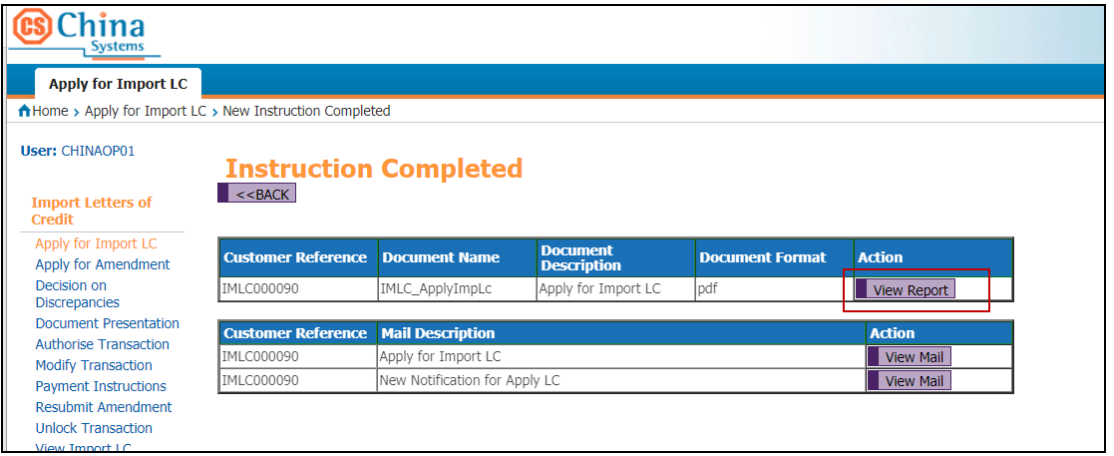 CS China
Systems
Apply for Import LC
Home > Apply for Import LC > New Instruction Completed
User: CHINAOP01
Instruction Completed
<<BACK
Import Letters of
Credit
Apply for Import LC
Apply for Amendment
Decision on
Discrepancies
Document Presentation
Authorise Transaction
Modify Transaction
Payment Instructions
Resubmit Amendment
Unlock Transaction
View Import LC
Customer Reference Document Name Document Description Document Format Action
IMLC000090 IMLC_ApplyImpLc Apply for Import LC pdf View Report
Customer Reference Mail Description Action
IMLC000090 Apply for Import LC View Mail
IMLC000090 New Notification for Apply LC View Mail